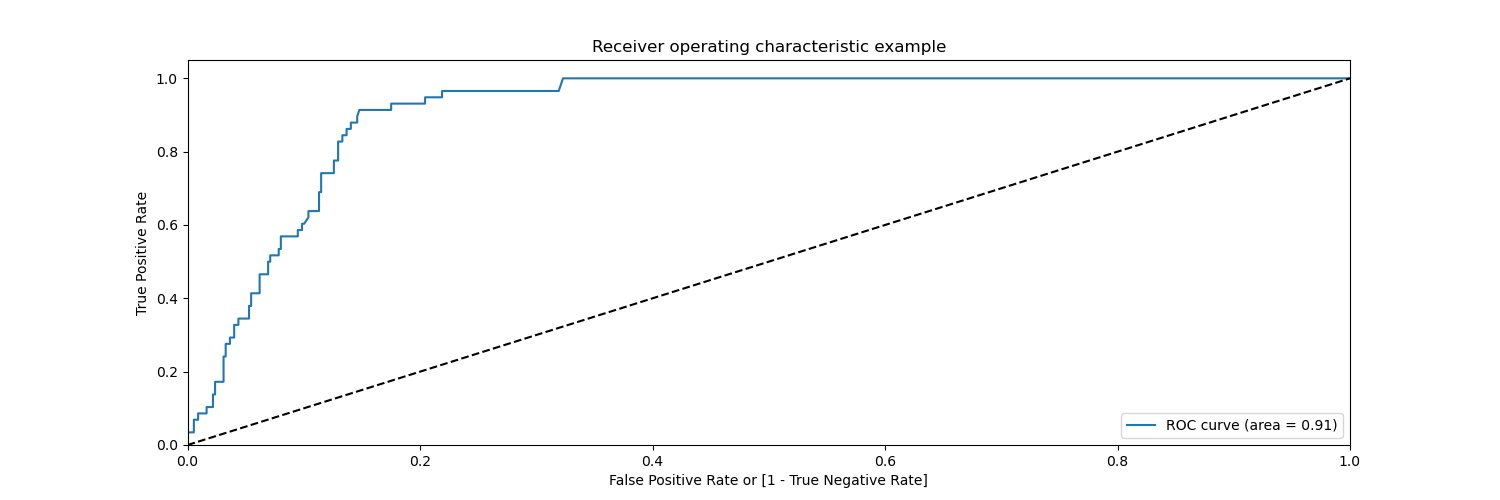 Receiver operating characteristic example
1.0
0.8
0.6
0.4
0.2
0.0
True Positive Rate
ROC curve (area = 0.91)
0.0 0.2 0.4 0.6 0.8 1.0
False Positive Rate or [1 - True Negative Rate]